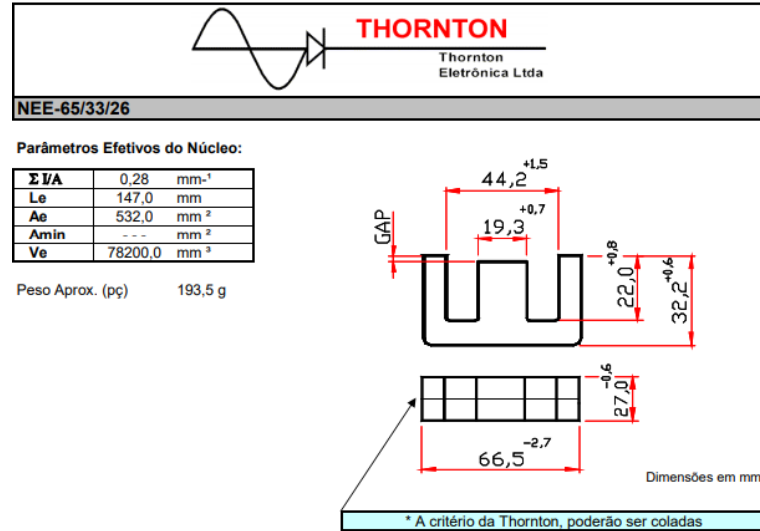 THORNTON
Thornton
Eletrônica Ltda
NEE-65/33/26
Parâmetros Efetivos do Núcleo:
Σ I/A 0,28 mm-¹
Le 147,0 mm
Ae 532,0 mm ²
Amin - - - mm ²
Ve 78200,0 mm ³
Peso Aprox. (pç) 193,5 g
44,2 +1,5
19,3 +0,7
GAP
22,0 +0,8
32,2 +0,6
27,0 -0,6
66,5 -2,7
Dimensões em mm
* A critério da Thornton, poderão ser coladas